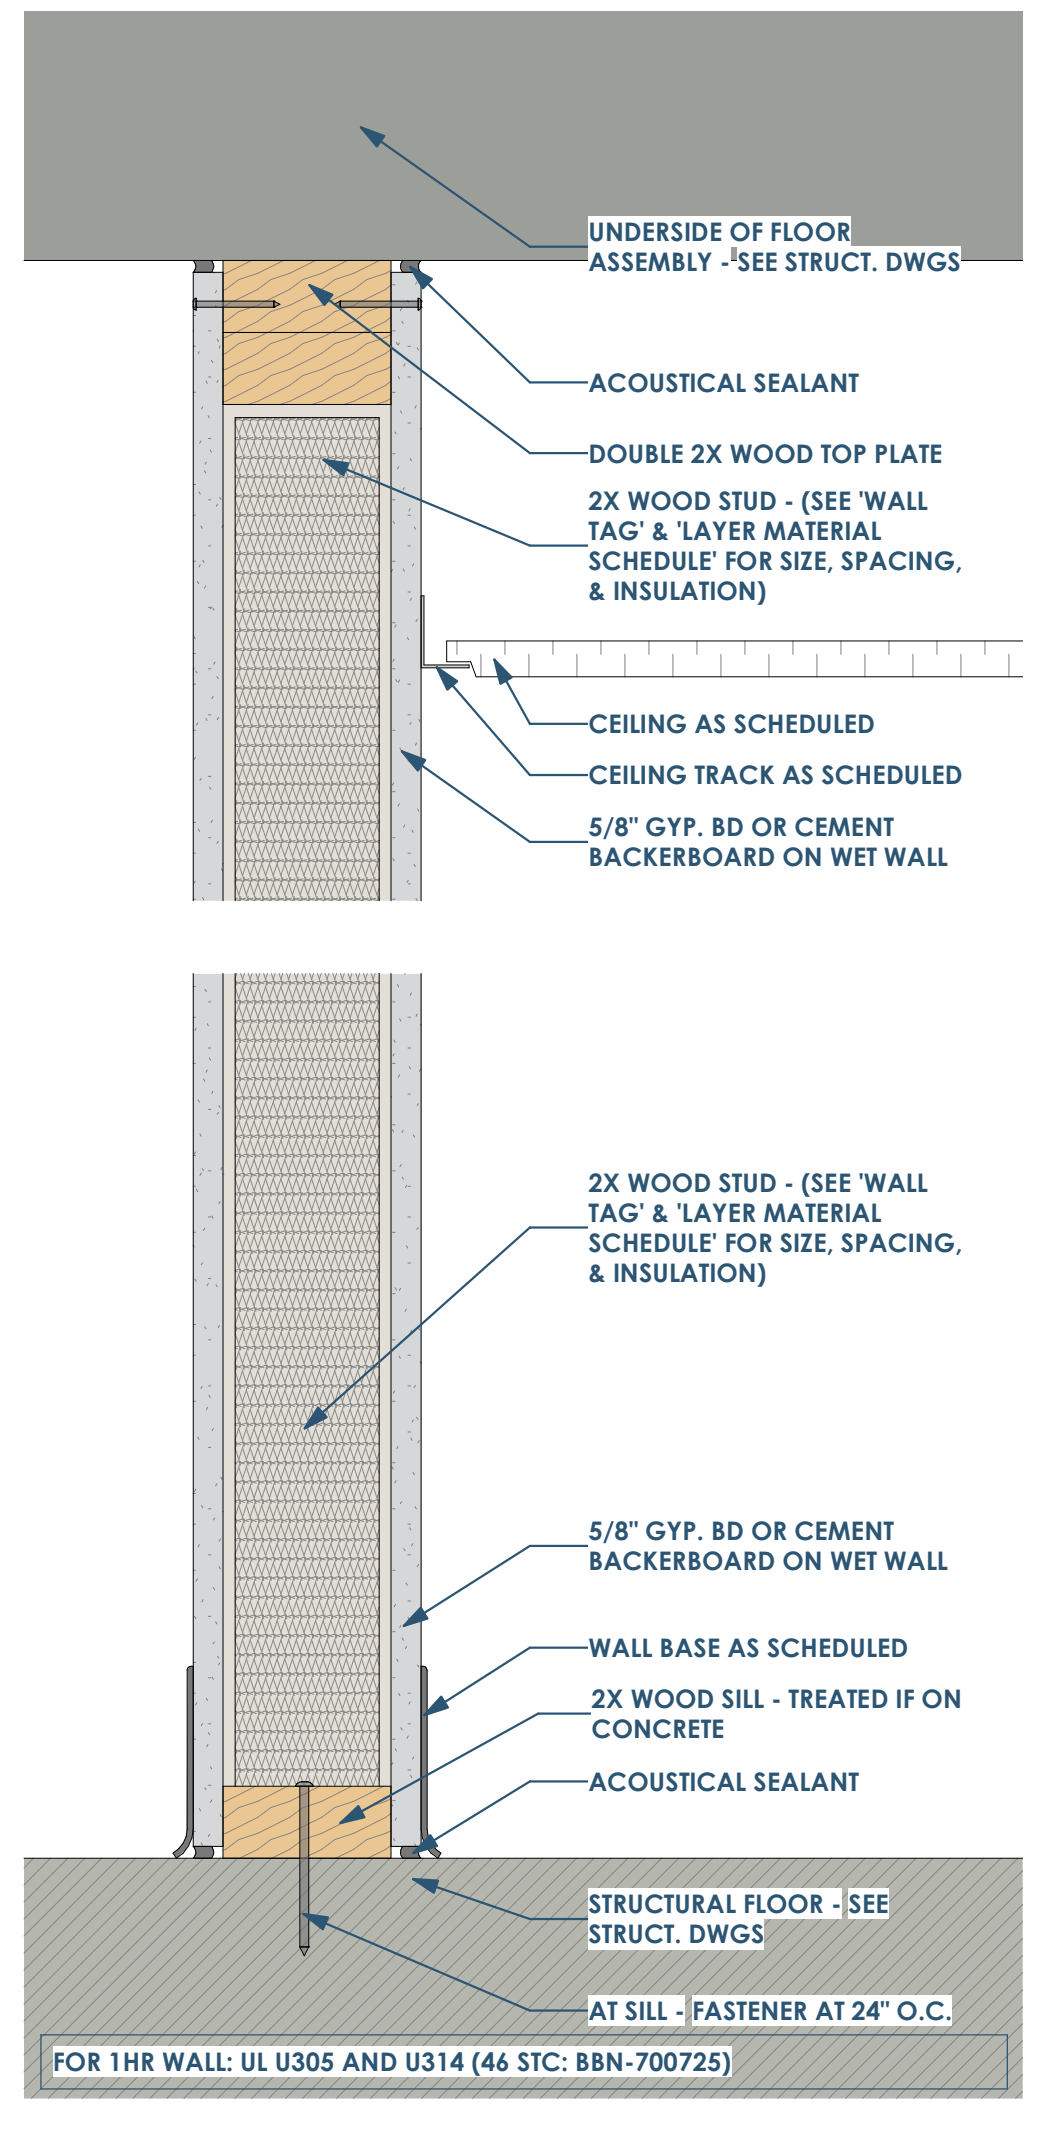 UNDERSIDE OF FLOOR
ASSEMBLY - SEE STRUCT. DWGS
ACOUSTICAL SEALANT
DOUBLE 2X WOOD TOP PLATE
2X WOOD STUD - (SEE 'WALL
TAG' & 'LAYER MATERIAL
SCHEDULE' FOR SIZE, SPACING,
& INSULATION)
CEILING AS SCHEDULED
CEILING TRACK AS SCHEDULED
5/8" GYP. BD OR CEMENT
BACKERBOARD ON WET WALL
2X WOOD STUD - (SEE 'WALL
TAG' & 'LAYER MATERIAL
SCHEDULE' FOR SIZE, SPACING,
& INSULATION)
5/8" GYP. BD OR CEMENT
BACKERBOARD ON WET WALL
WALL BASE AS SCHEDULED
2X WOOD SILL - TREATED IF ON
CONCRETE
ACOUSTICAL SEALANT
STRUCTURAL FLOOR - SEE
STRUCT. DWGS
AT SILL - FASTENER AT 24" O.C.
FOR 1HR WALL: UL U305 AND U314 (46 STC: BBN-700725)